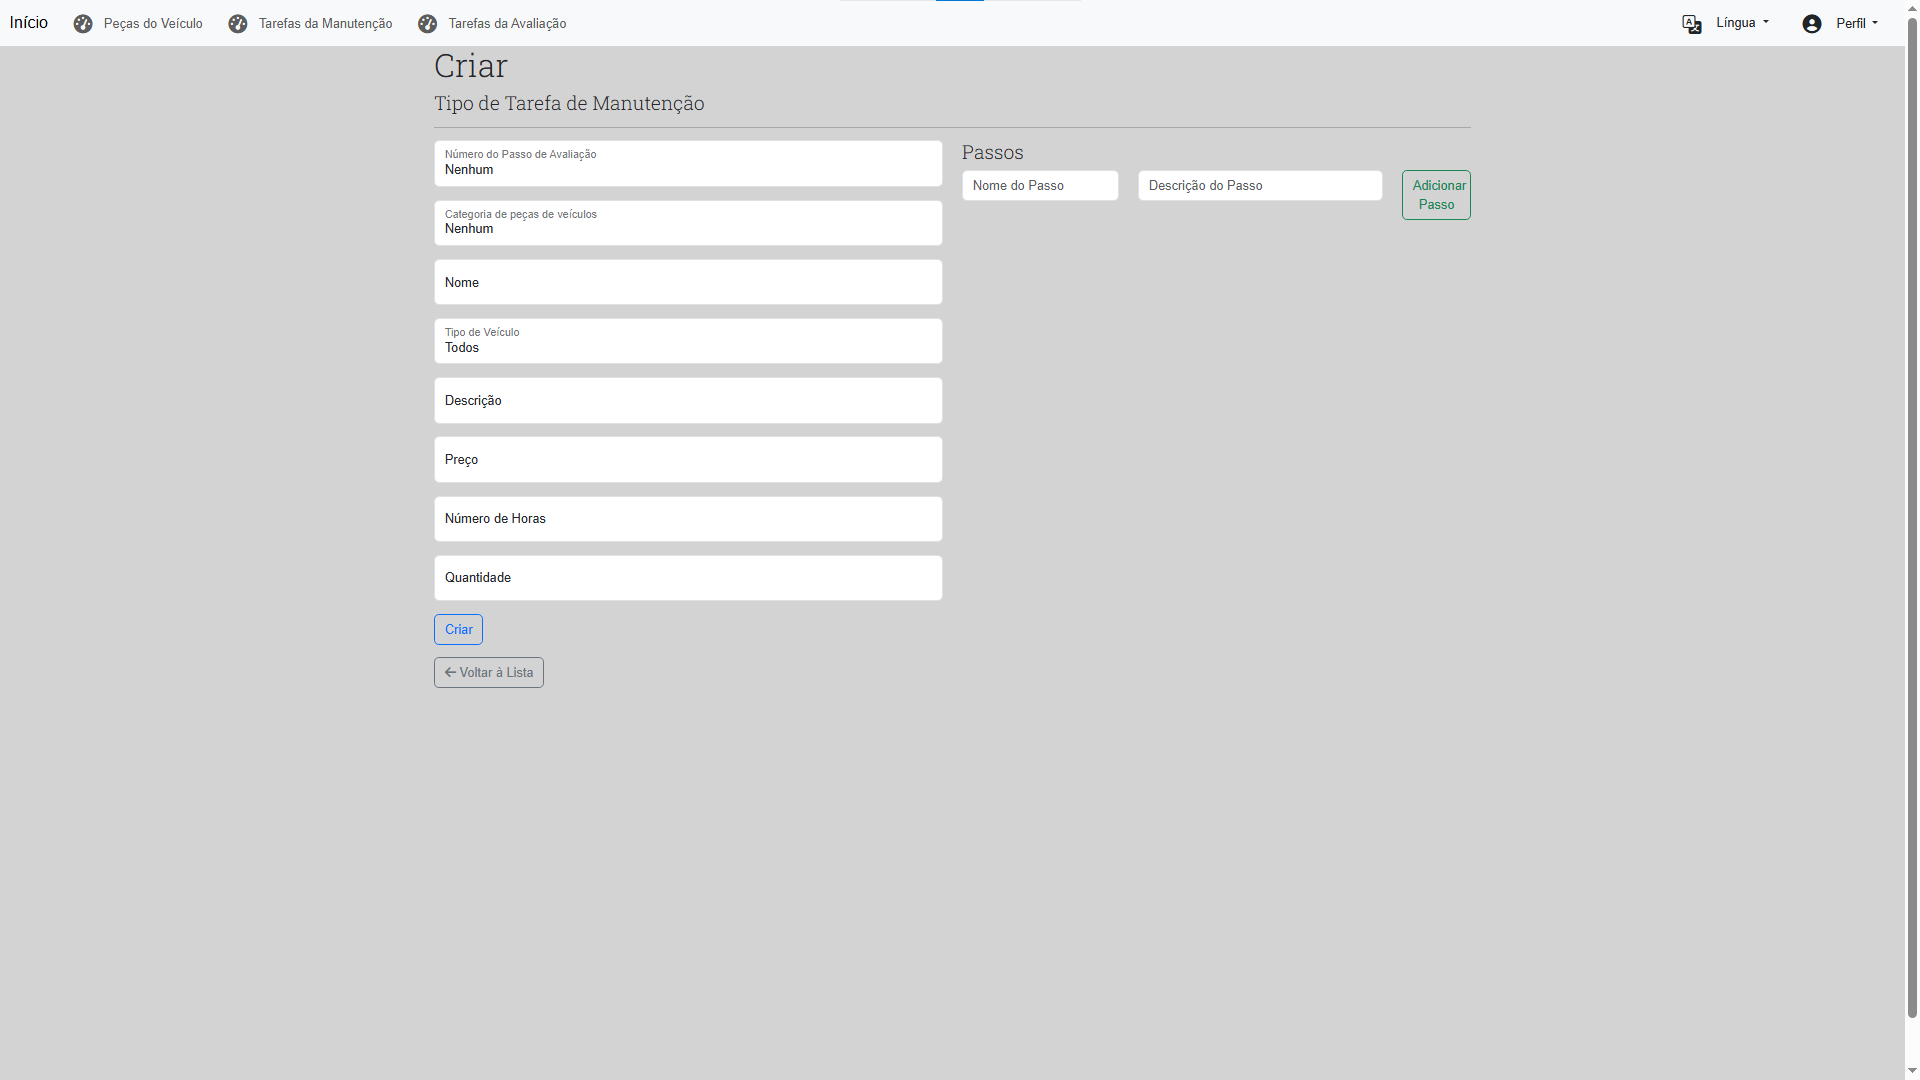 Início
Peças do Veículo
Tarefas da Manutenção
Tarefas da Avaliação
Língua
Perfil
Criar
Tipo de Tarefa de Manutenção
Número do Passo de Avaliação
Nenhum
Categoria de peças de veículos
Nenhum
Nome
Tipo de Veículo
Todos
Descrição
Preço
Número de Horas
Quantidade
Criar
Voltar à Lista
Passos
Nome do Passo
Descrição do Passo
Adicionar
Passo